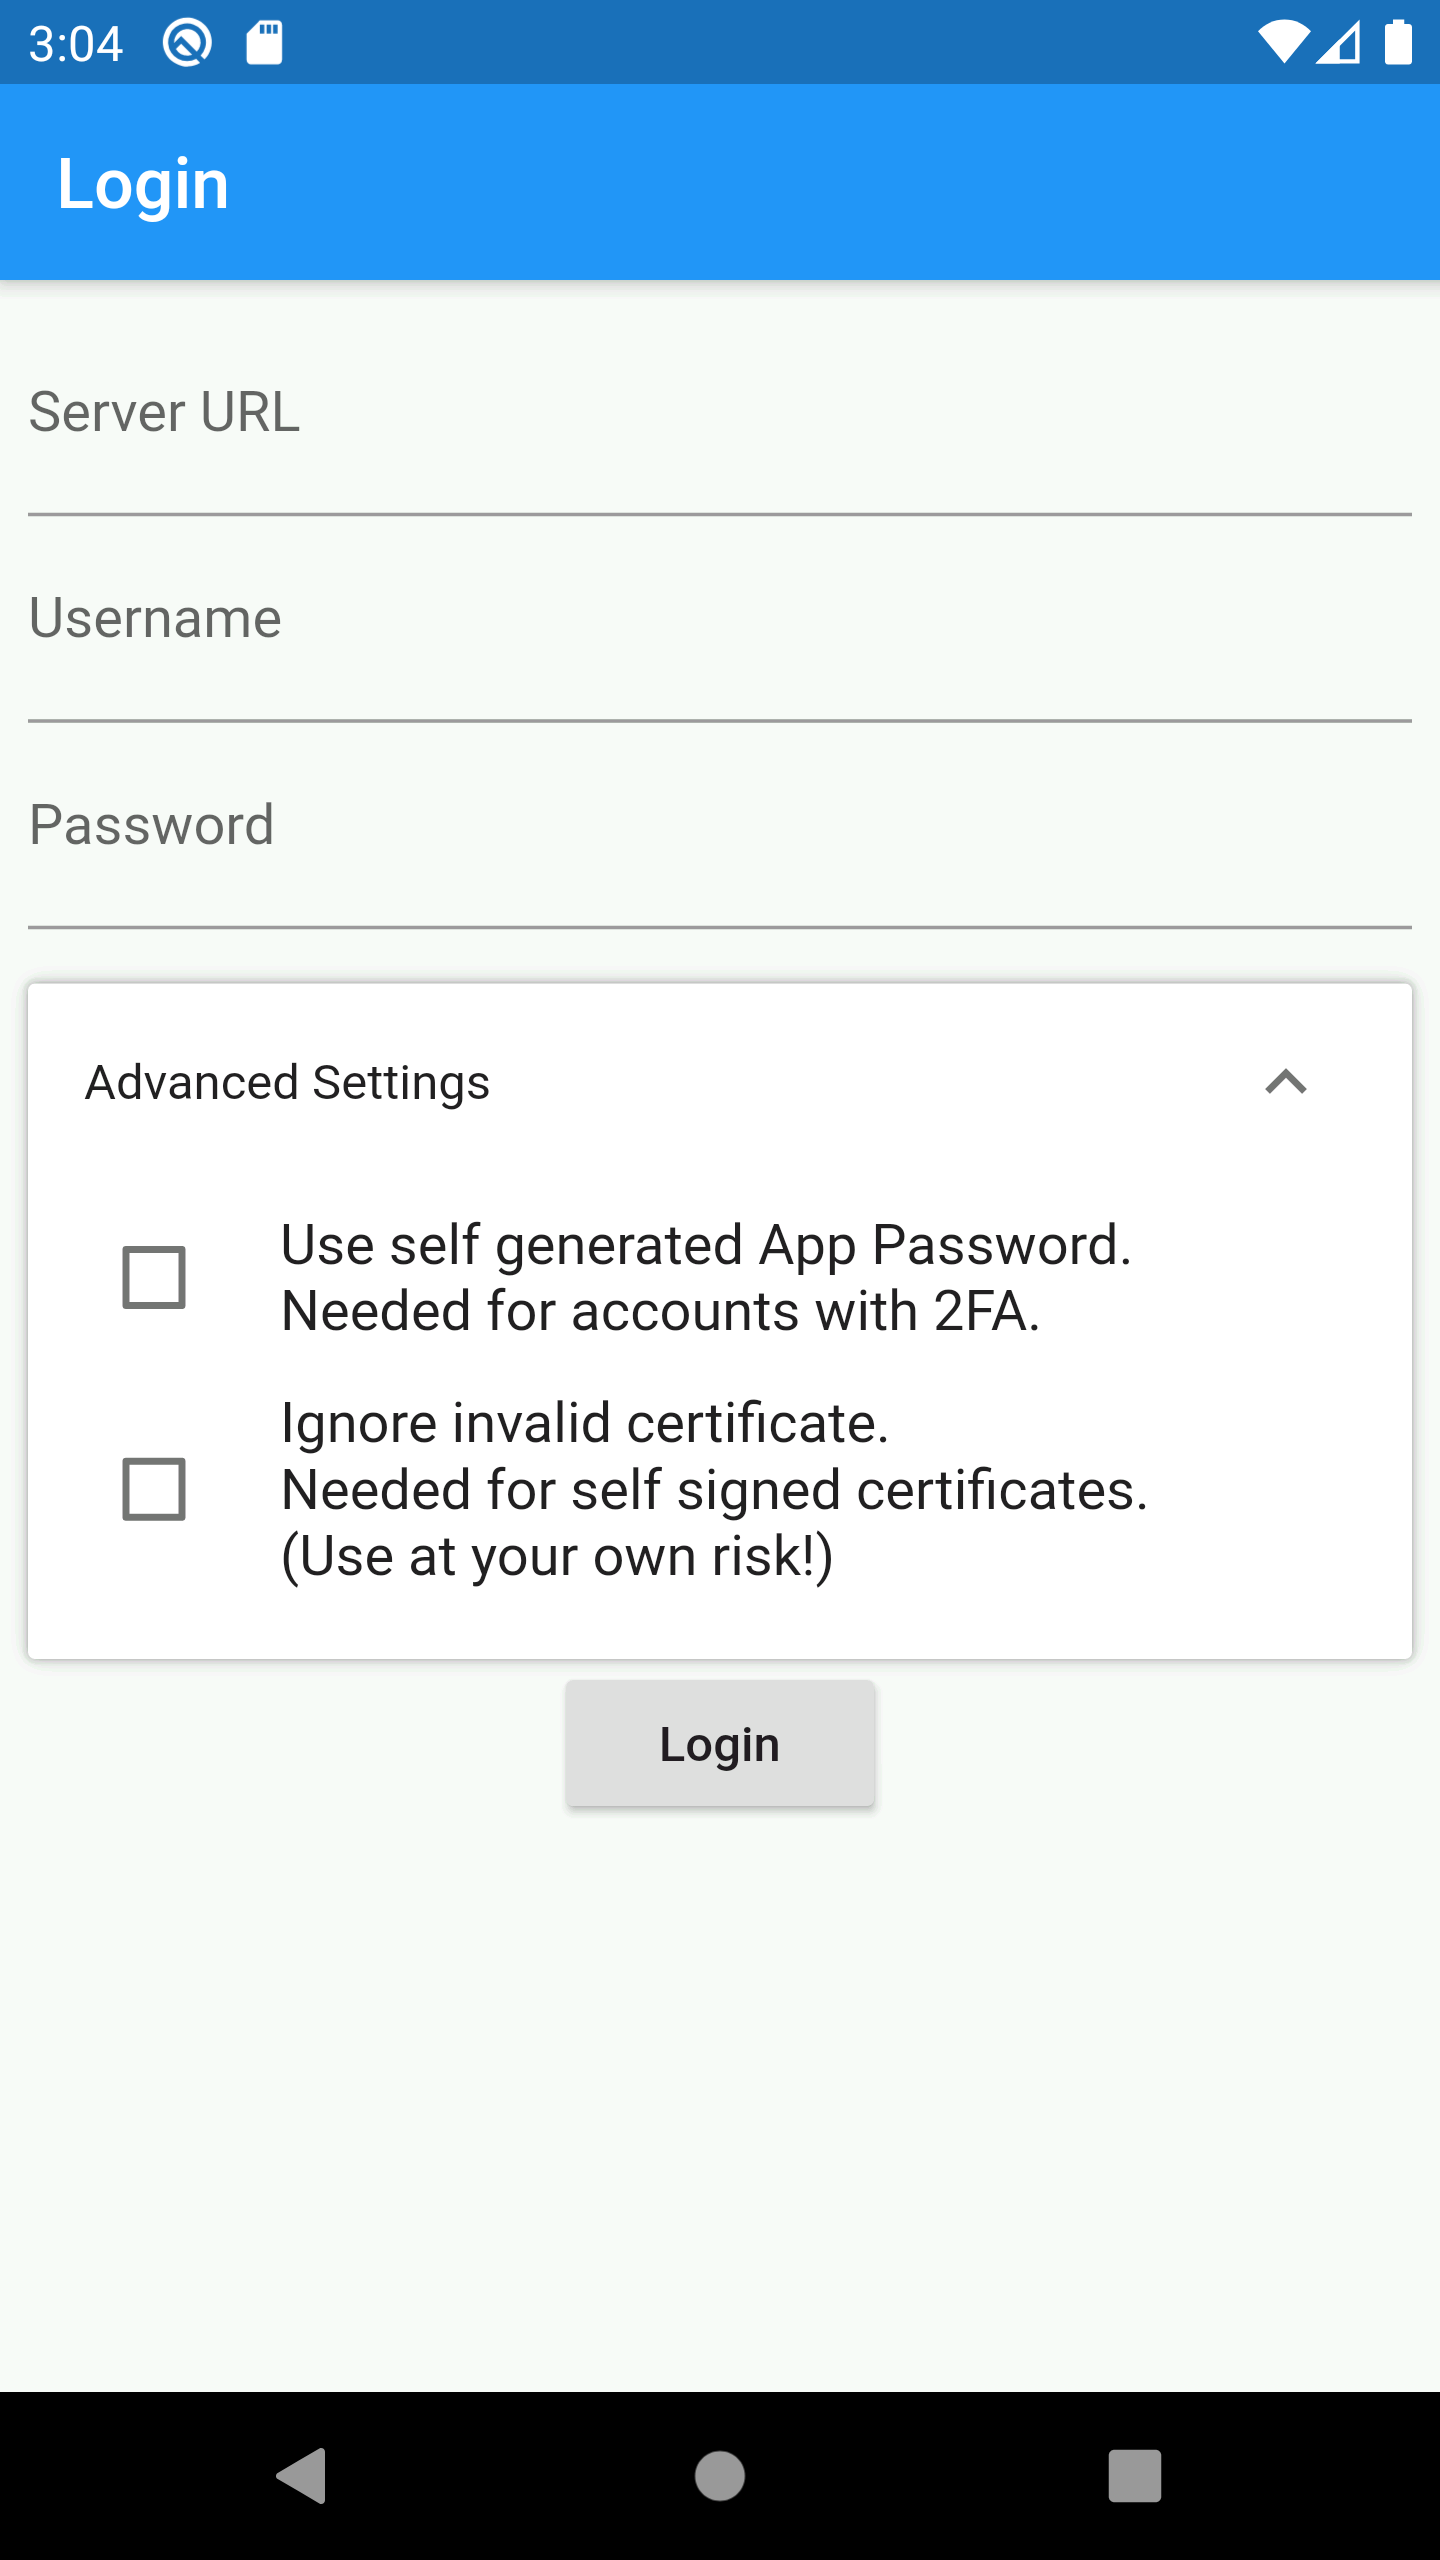 3:04
Login
Server URL
Username
Password
Advanced Settings
Use self generated App Password.
Needed for accounts with 2FA.
Ignore invalid certificate.
Needed for self signed certificates.
(Use at your own risk!)
Login